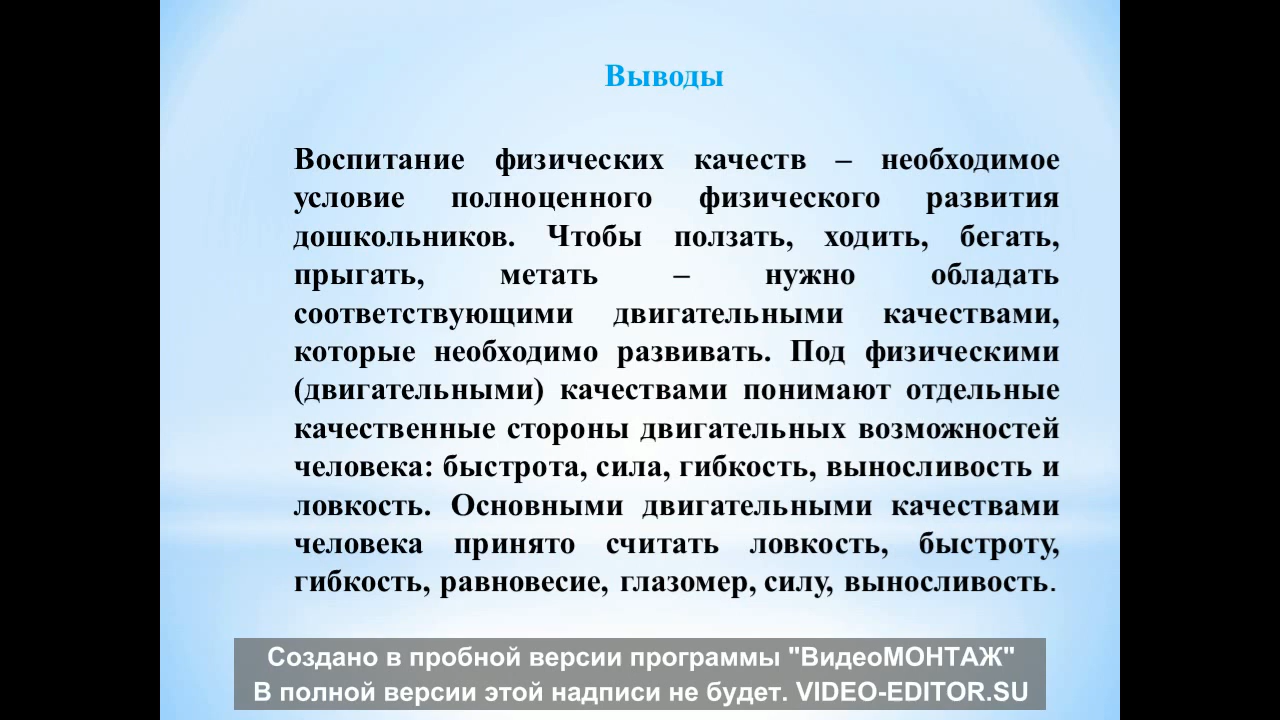 Выводы
Воспитание физических качеств – необходимое
условие полноценного физического развития
дошкольников. Чтобы ползать, ходить, бегать,
прыгать, метать – нужно обладать
соответствующими двигательными качествами,
которые необходимо развивать. Под физическими
(двигательными) качествами понимают отдельные
качественные стороны двигательных возможностей
человека: быстрота, сила, гибкость, выносливость и
ловкость. Основными двигательными качествами
человека принято считать ловкость, быстроту,
гибкость, равновесие, глазомер, силу, выносливость.
Создано в пробной версии программы "ВидеоМОНТАЖ"
В полной версии этой надписи не будет. VIDEO-EDITOR.SU